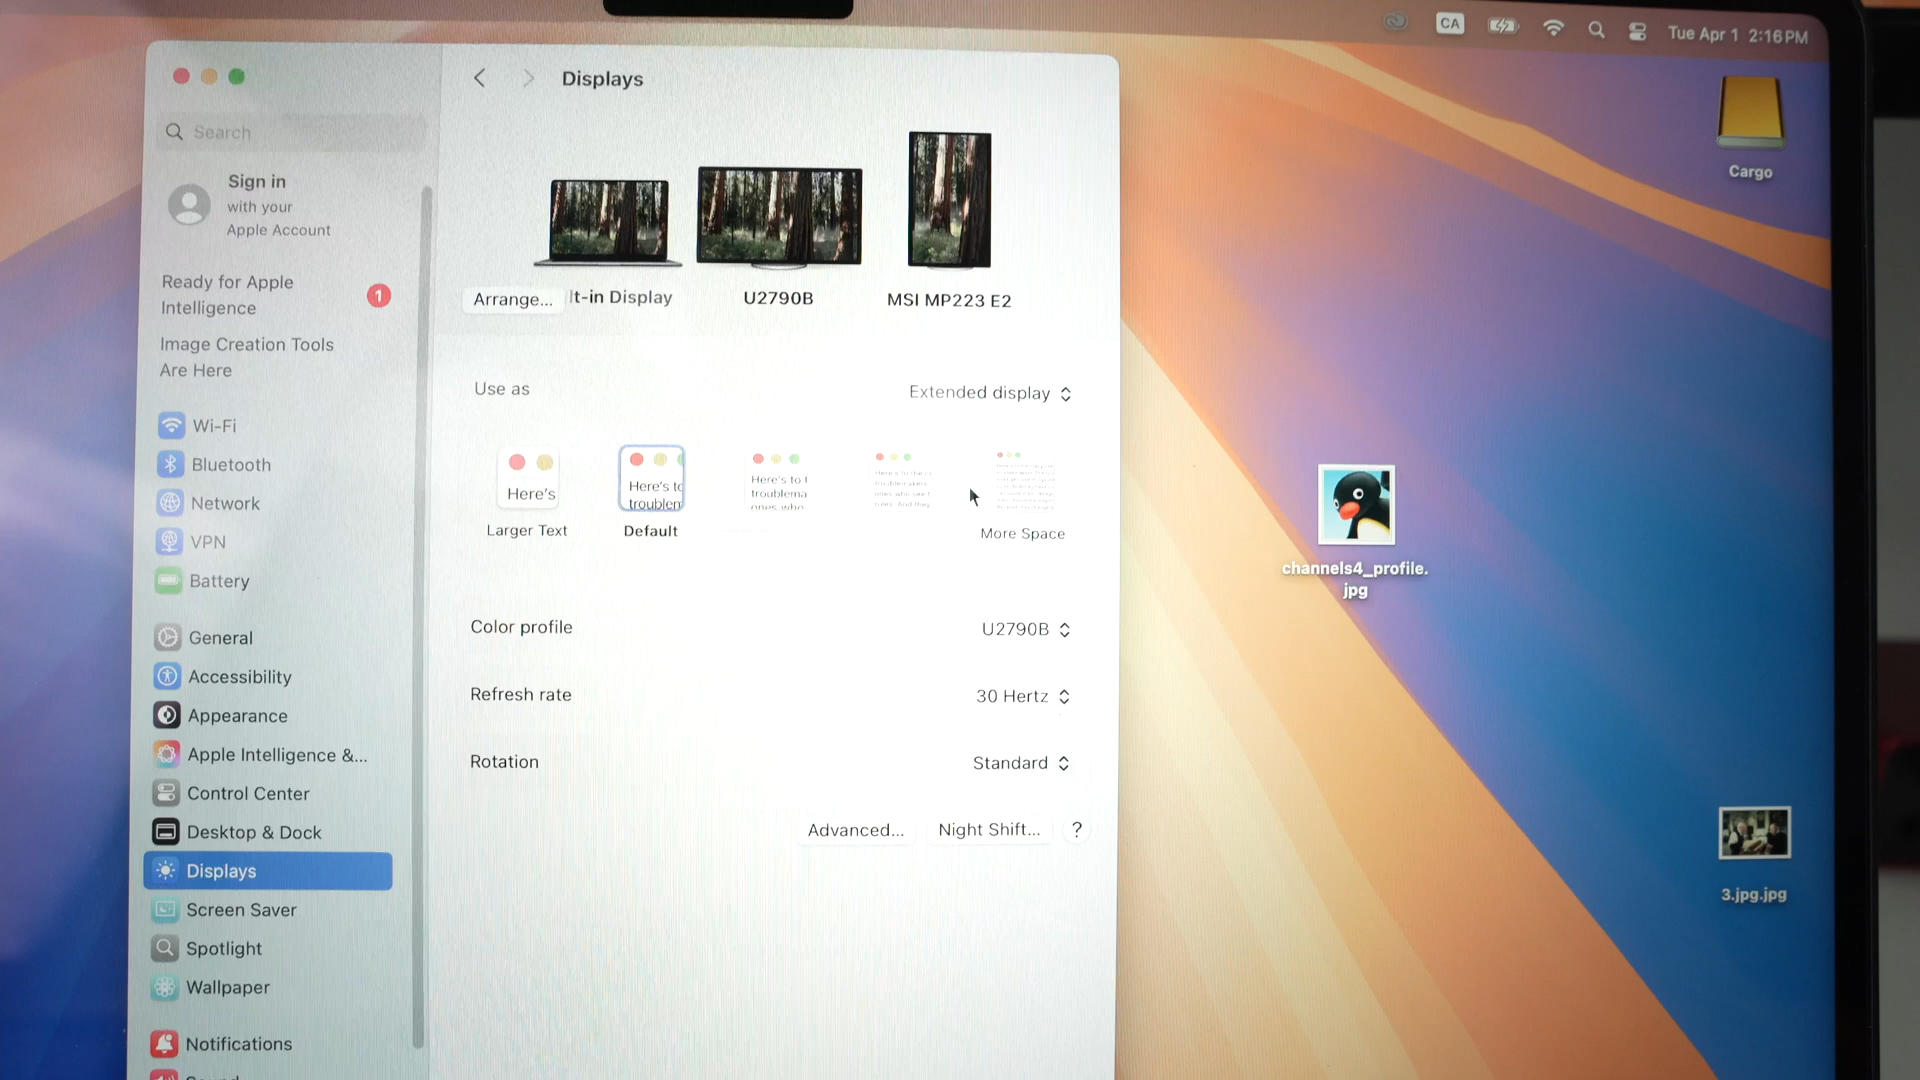 CA
Tue Apr 1 2:16 PM
Displays
Search
Sign in
with your
Apple Account
Ready for Apple
Intelligence
1
Image Creation Tools
Are Here
Wi-Fi
Bluetooth
Network
VPN
Battery
General
Accessibility
Appearance
Apple Intelligence &...
Control Center
Desktop & Dock
Displays
Screen Saver
Spotlight
Wallpaper
Notifications
Arrange...
lt-in Display
U2790B
MSI MP223 E2
Use as
Extended display
Here's
Larger Text
Here's to
troublem
Default
Here's to t
troublema
ones who
More Space
Color profile
U2790B
Refresh rate
30 Hertz
Rotation
Standard
Advanced...
Night Shift...
?
Cargo
channels4_profile.
jpg
3.jpg.jpg